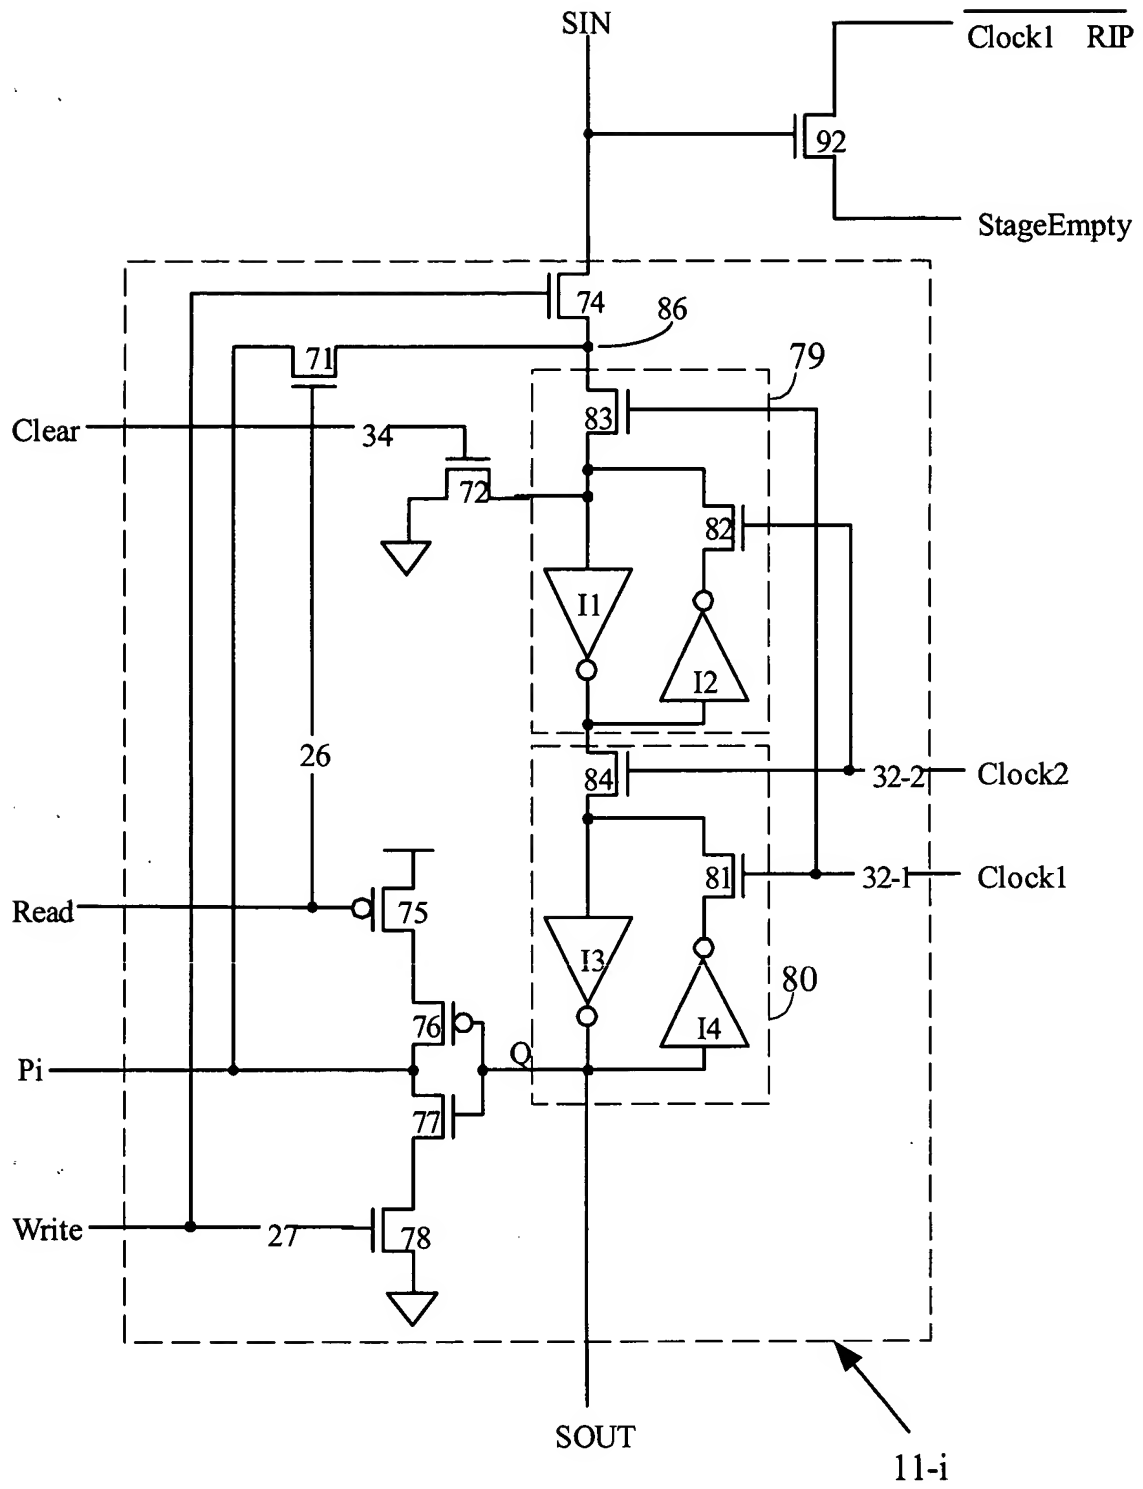 SIN
Clock1 RIP
92
StageEmpty
74
86
71
79
83
Clear
34
72
82
I1
I2
26
84
32-2
Clock2
81
32-1
Clock1
Read
75
I3
80
76
I4
Q
Pi
77
Write
27
78
SOUT
11-i